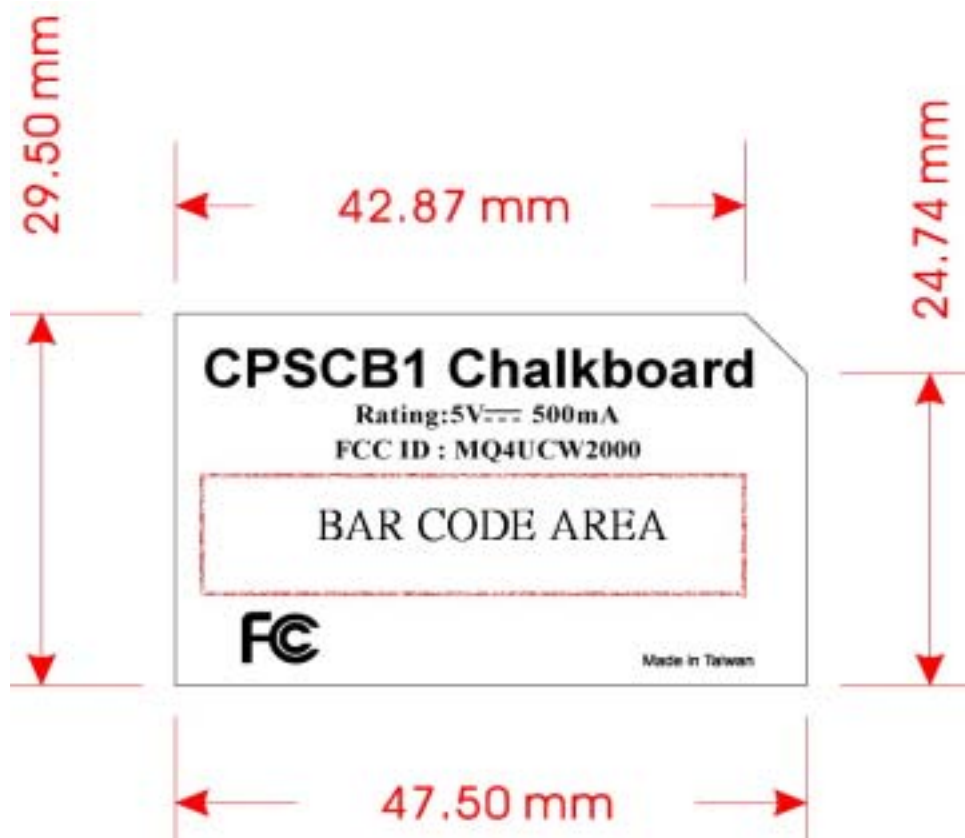 29.50 mm
42.87 mm
24.74 mm
CPSCB1 Chalkboard
Rating:5V 500mA
FCC ID : MQ4UCW2000
BAR CODE AREA
FC
Made in Taiwan
47.50 mm